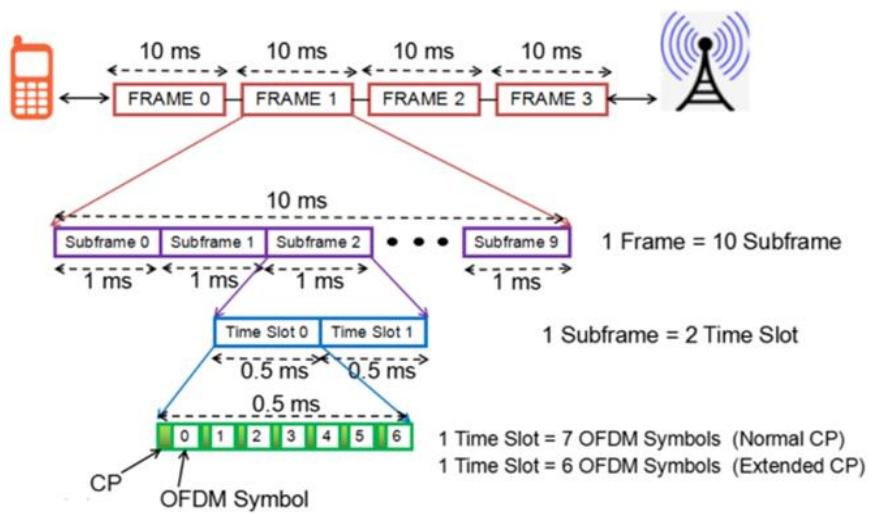 10 ms 10 ms 10 ms 10 ms
FRAME 0 FRAME 1 FRAME 2 FRAME 3
10 ms
Subframe 0 Subframe 1 Subframe 2 Subframe 9 1 Frame = 10 Subframe
1 ms 1 ms 1 ms 1 ms
Time Slot 0 Time Slot 1 1 Subframe = 2 Time Slot
0.5 ms 0.5 ms
0.5 ms
0 1 2 3 4 5 6 1 Time Slot = 7 OFDM Symbols (Normal CP)
1 Time Slot = 6 OFDM Symbols (Extended CP)
CP
OFDM Symbol